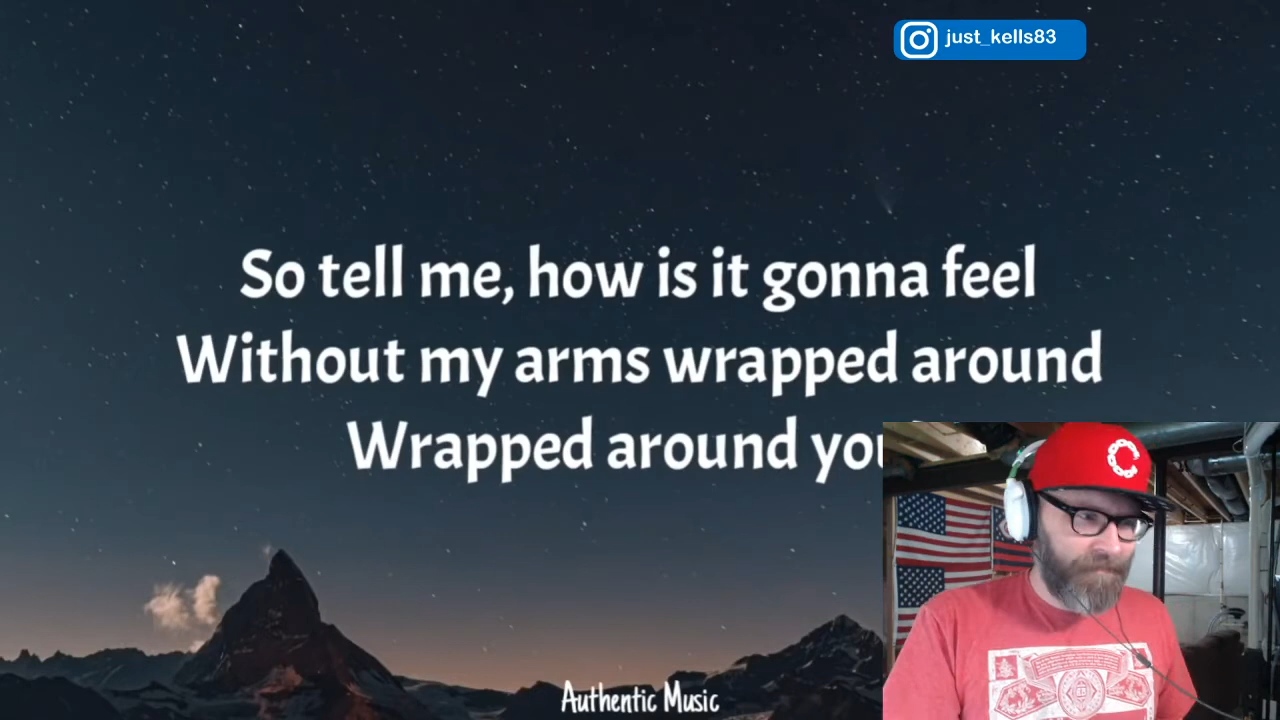 just_kells83
So tell me, how is it gonna feel
Without my arms wrapped around
Wrapped around you
Authentic Music